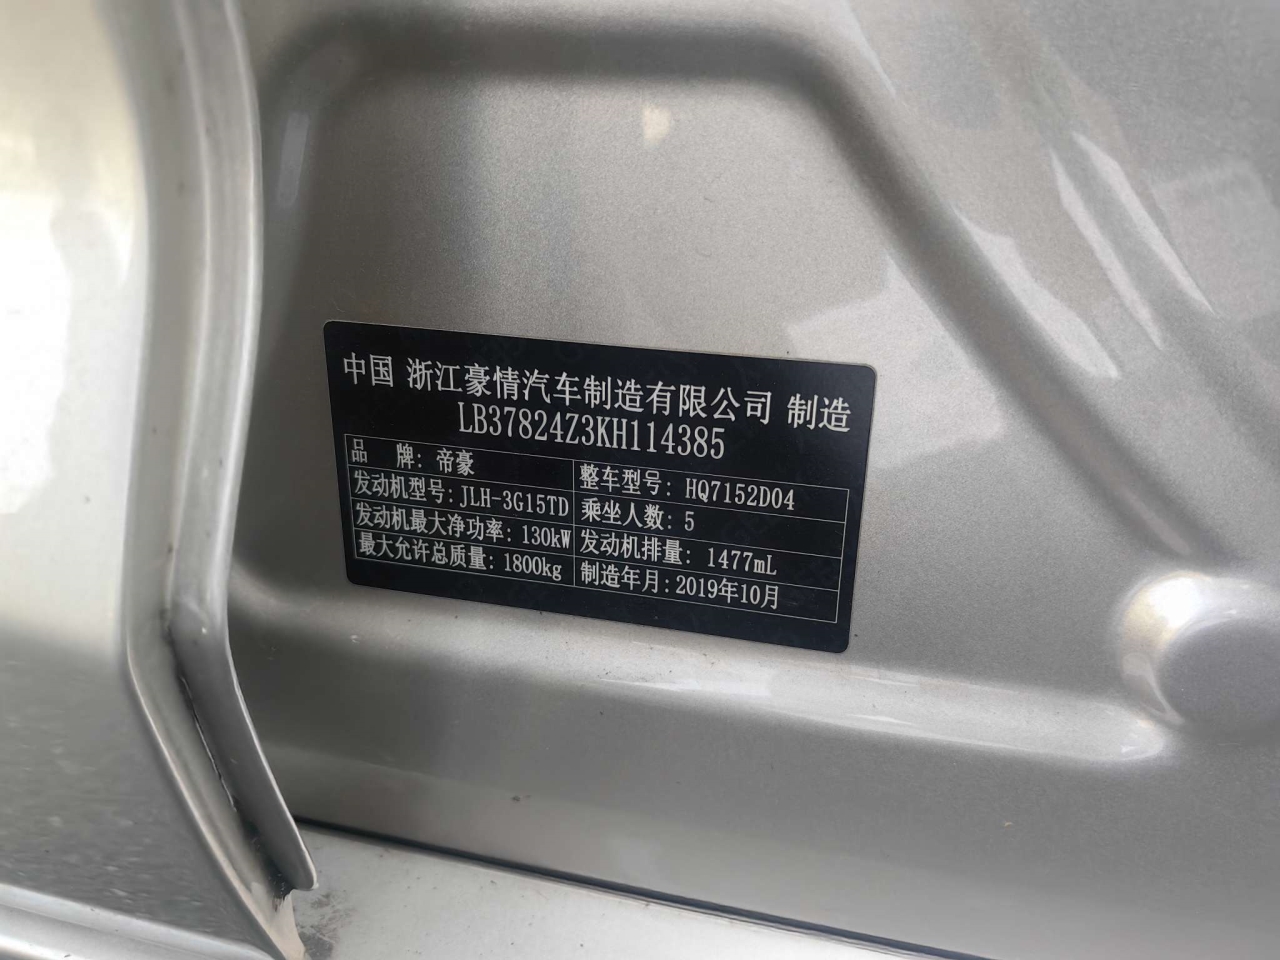 中国 浙江豪情汽车制造有限公司 制造
LB37824Z3KH114385
品 牌: 帝豪 整车型号: HQ7152D04
发动机型号: JLH-3G15TD 乘坐人数: 5
发动机最大净功率: 130kW 发动机排量: 1477mL
最大允许总质量: 1800kg 制造年月: 2019年10月